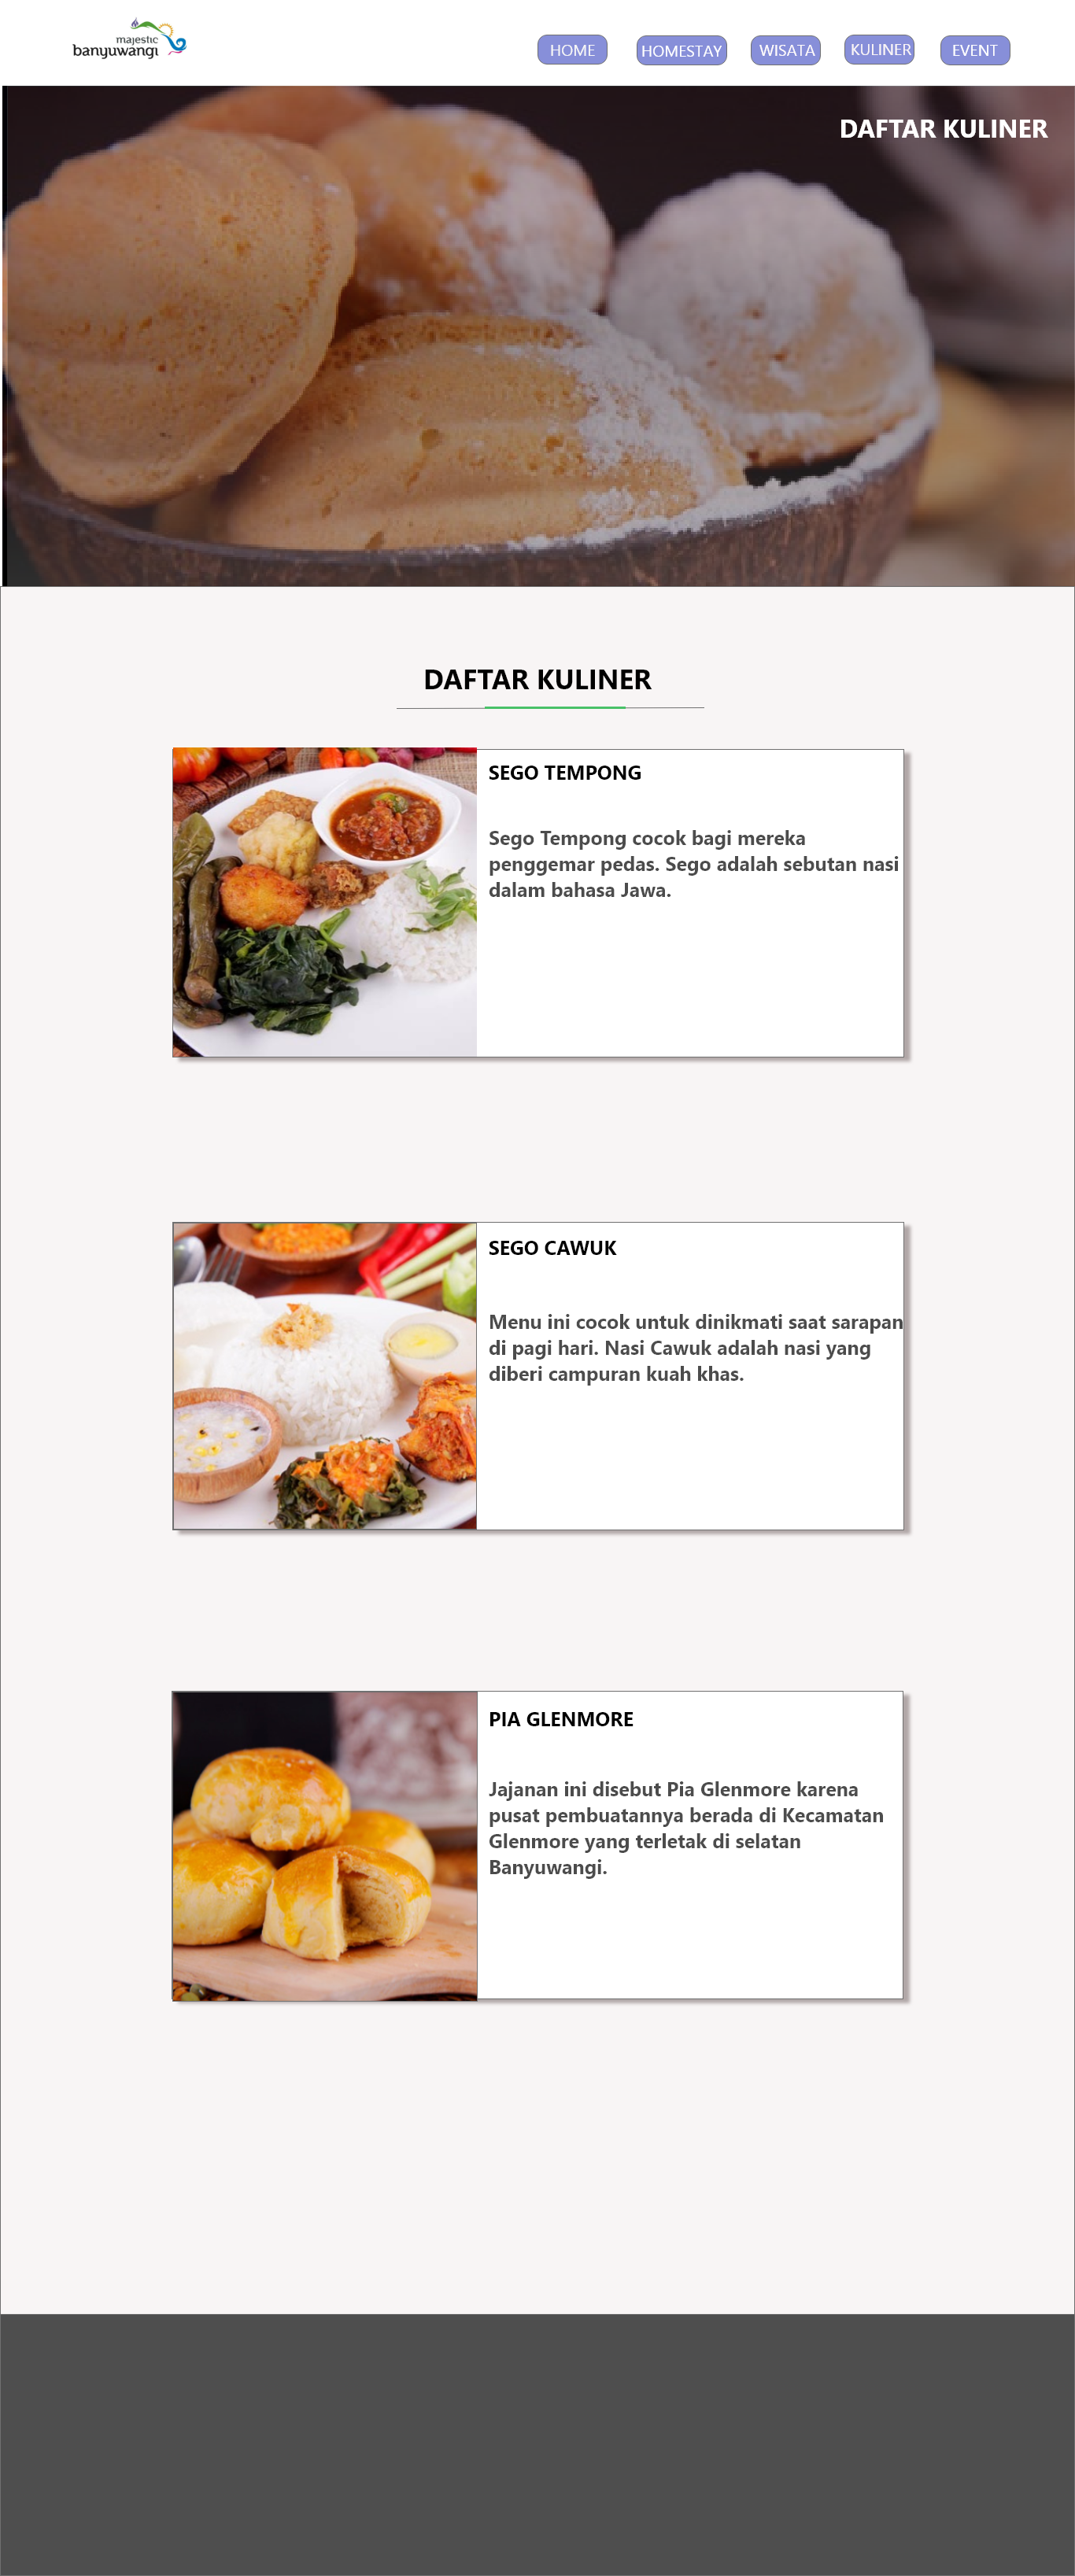 majestic
banyuwangi
HOME HOMESTAY WISATA KULINER EVENT
DAFTAR KULINER
DAFTAR KULINER
SEGO TEMPONG
Sego Tempong cocok bagi mereka
penggemar pedas. Sego adalah sebutan nasi
dalam bahasa Jawa.
SEGO CAWUK
Menu ini cocok untuk dinikmati saat sarapan
di pagi hari. Nasi Cawuk adalah nasi yang
diberi campuran kuah khas.
PIA GLENMORE
Jajanan ini disebut Pia Glenmore karena
pusat pembuatannya berada di Kecamatan
Glenmore yang terletak di selatan
Banyuwangi.